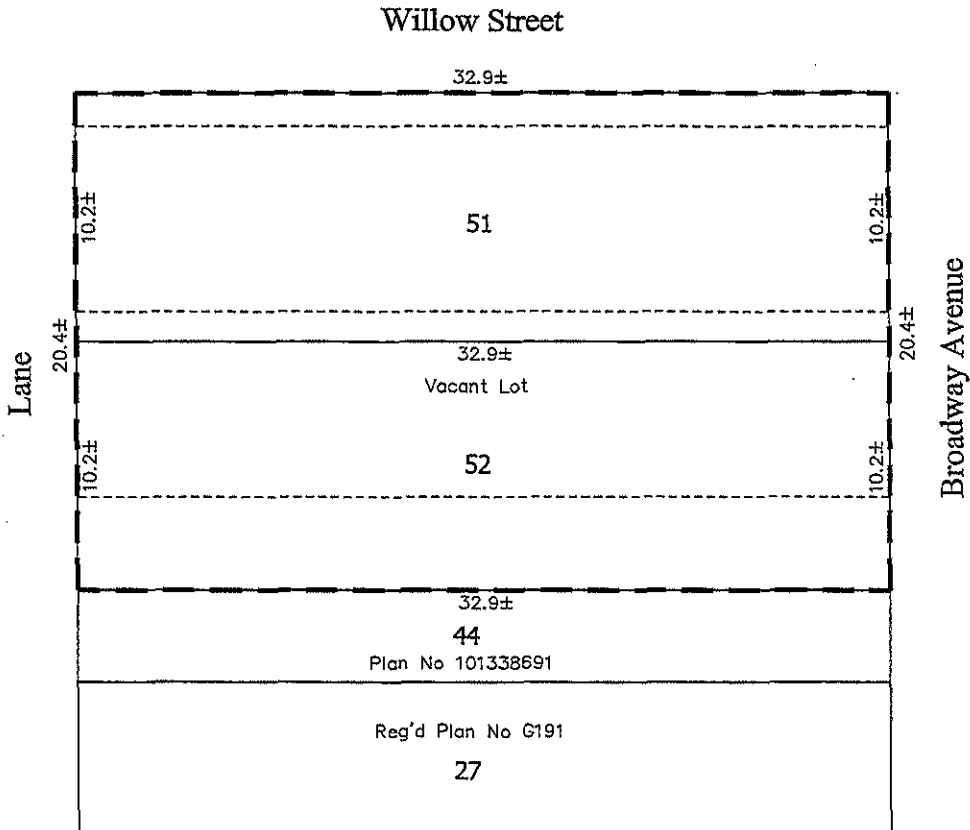 Willow Street
32.9±
10.2±
51
10.2±
Lane
20.4±
20.4±
Broadway Avenue
32.9±
Vacant Lot
10.2±
52
10.2±
32.9±
44
Plan No 101338691
Reg'd Plan No G191
27